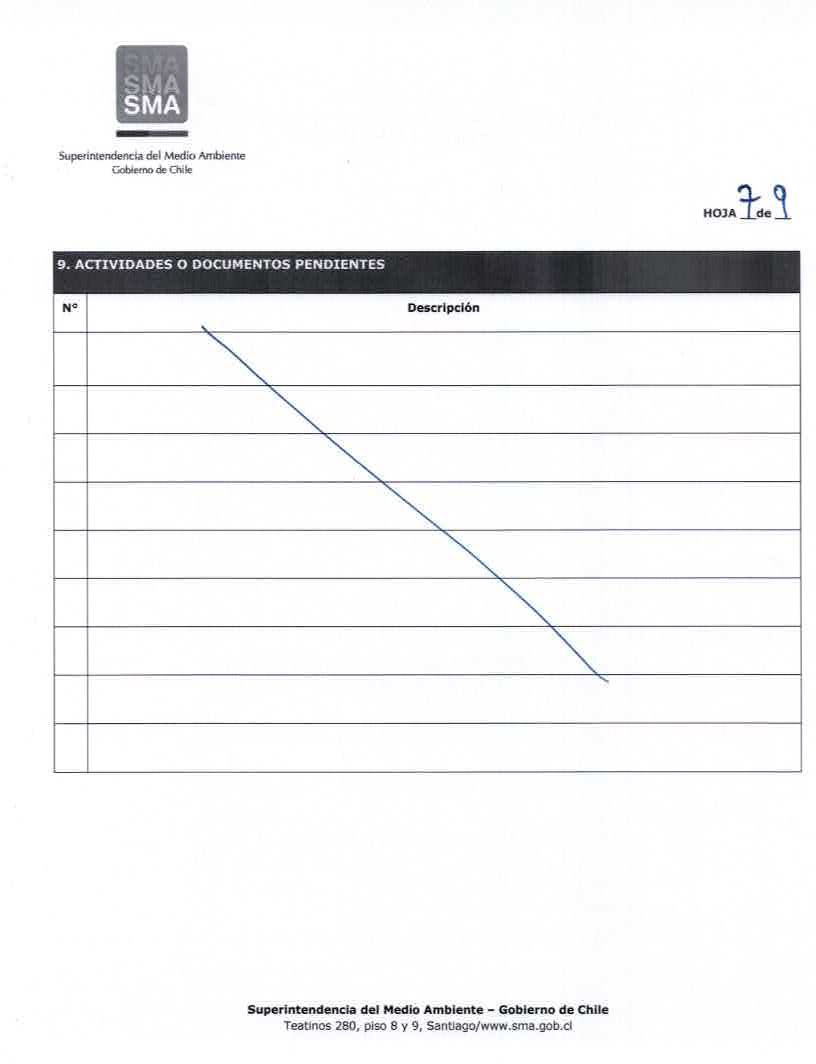 SMA
SMA
SMA
Superintendencia del Medio Ambiente
Gobierno de Chile
HOJA 7 de 9
9. ACTIVIDADES O DOCUMENTOS PENDIENTES
N° Descripción
Superintendencia del Medio Ambiente – Gobierno de Chile
Teatinos 280, piso 8 y 9, Santiago/www.sma.gob.cl